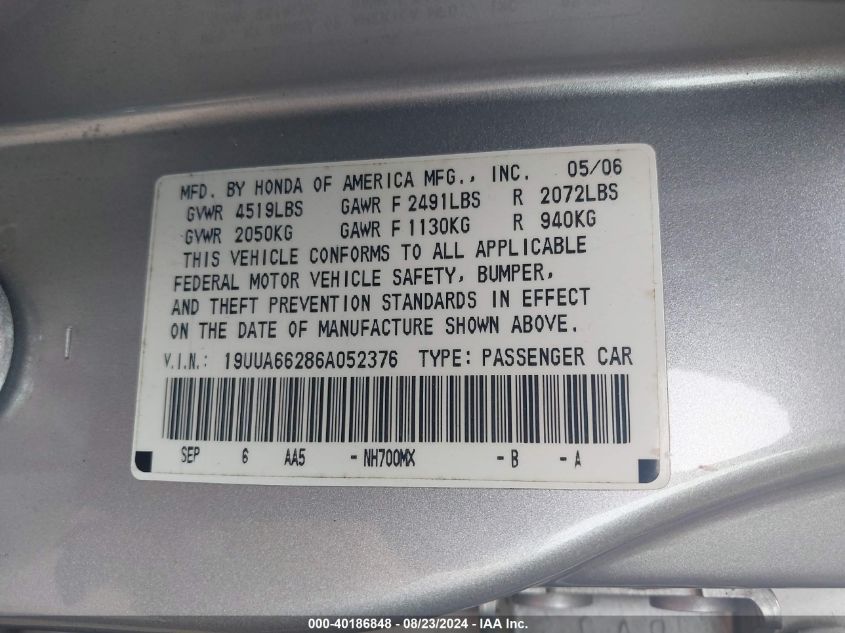 MFD. BY HONDA OF AMERICA MFG., INC. 05/06
GVWR 4519LBS GAWR F 2491LBS R 2072LBS
GVWR 2050KG GAWR F 1130KG R 940KG
THIS VEHICLE CONFORMS TO ALL APPLICABLE
FEDERAL MOTOR VEHICLE SAFETY, BUMPER,
AND THEFT PREVENTION STANDARDS IN EFFECT
ON THE DATE OF MANUFACTURE SHOWN ABOVE.
V.I.N.: 19UUA66286A052376 TYPE: PASSENGER CAR
SEP 6 AA5 -NH700MX -B -A
000-40186848 - 08/23/2024 - IAA Inc.